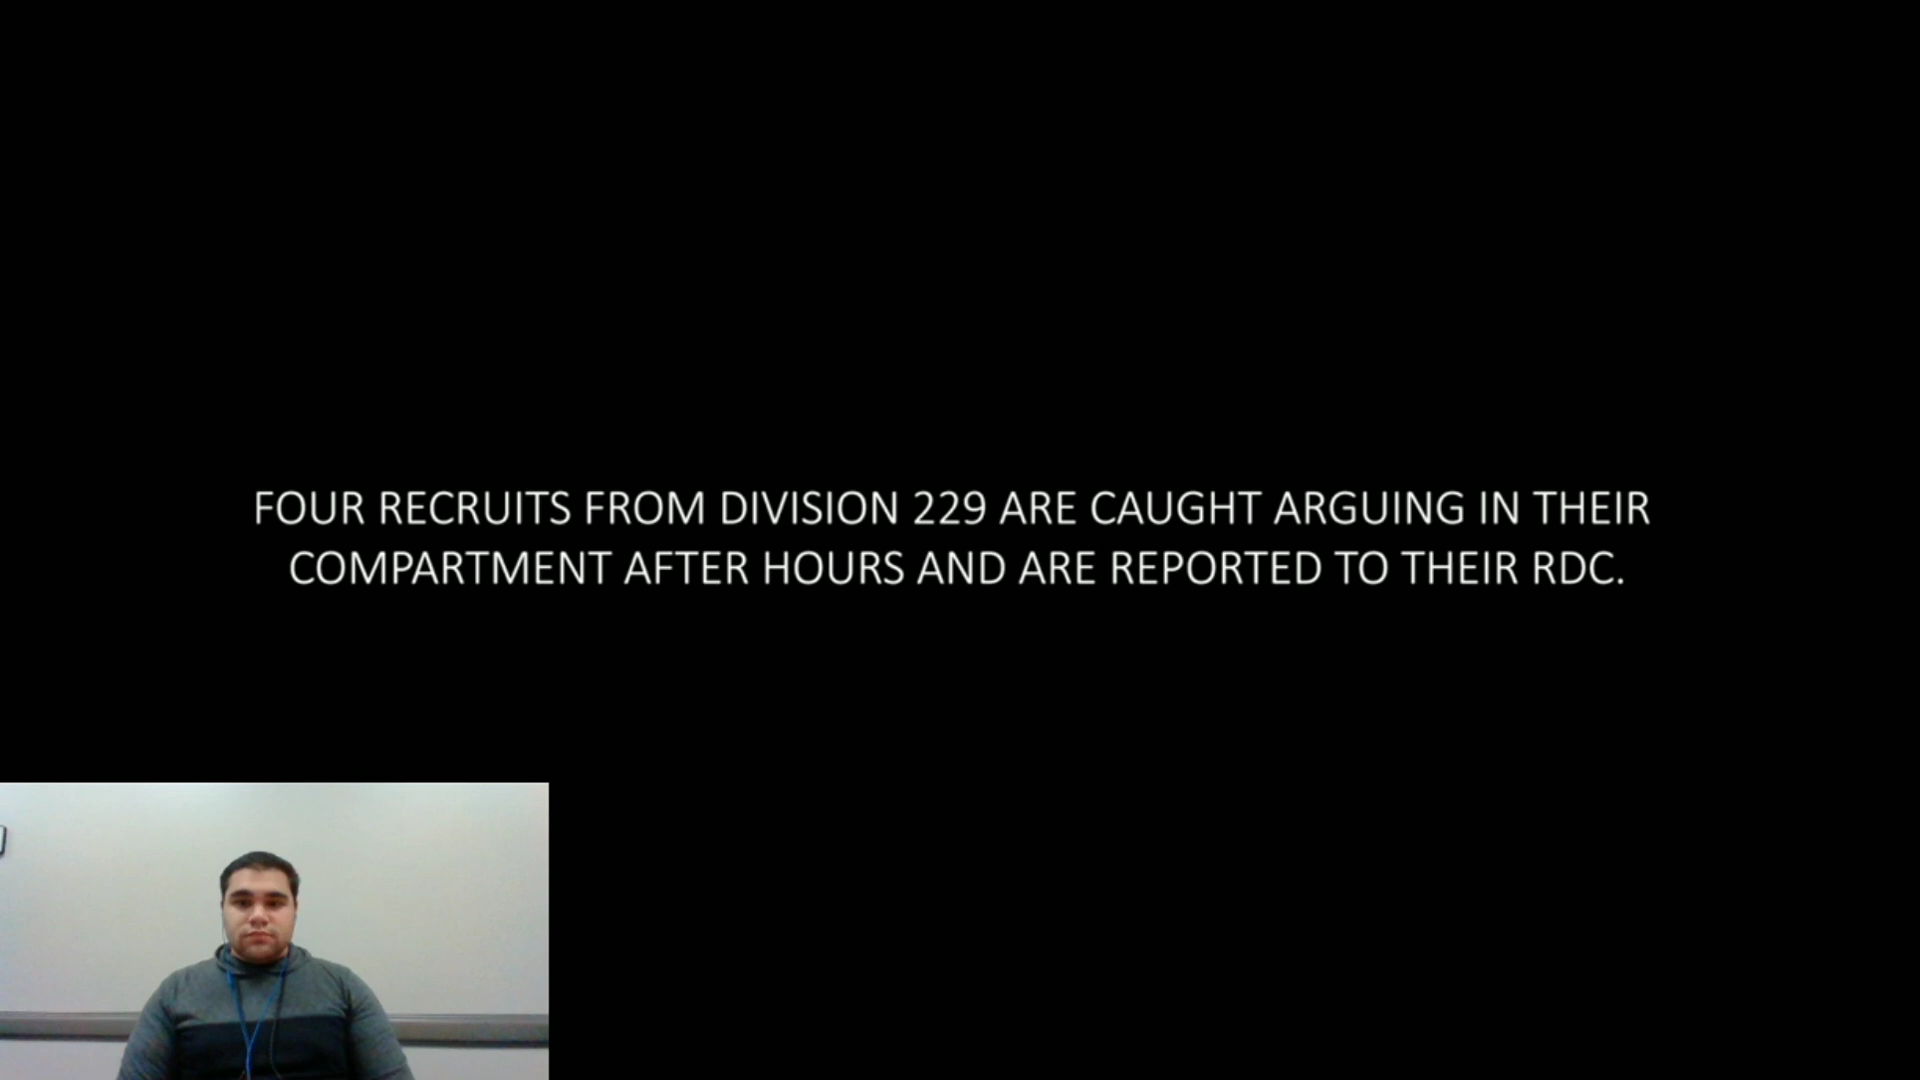 FOUR RECRUITS FROM DIVISION 229 ARE CAUGHT ARGUING IN THEIR
COMPARTMENT AFTER HOURS AND ARE REPORTED TO THEIR RDC.